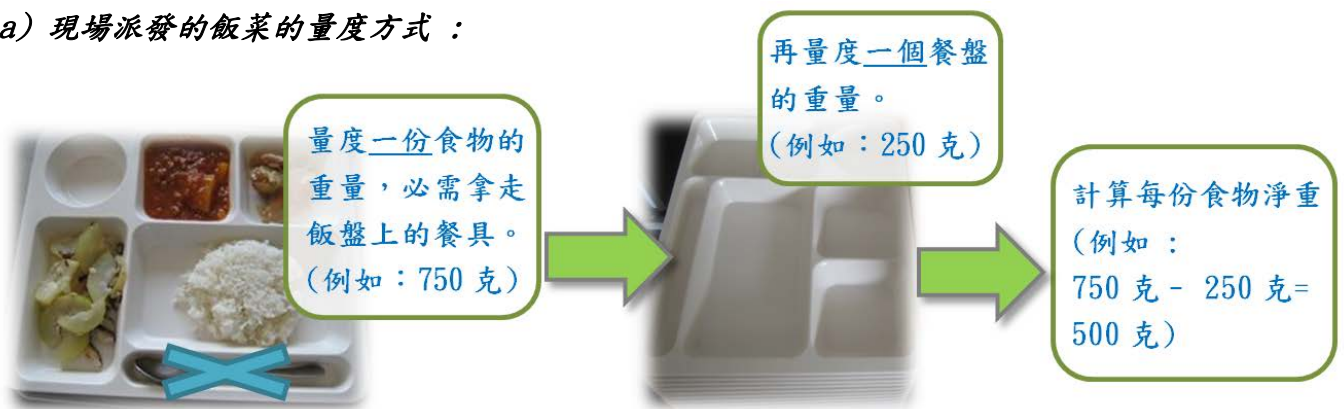 a) 現場派發的飯菜的量度方式 :
量度一份食物的
重量，必需拿走
飯盤上的餐具。
(例如：750 克)
再量度一個餐盤
的重量。
(例如：250 克)
計算每份食物淨重
(例如 :
750 克- 250 克=
500 克)